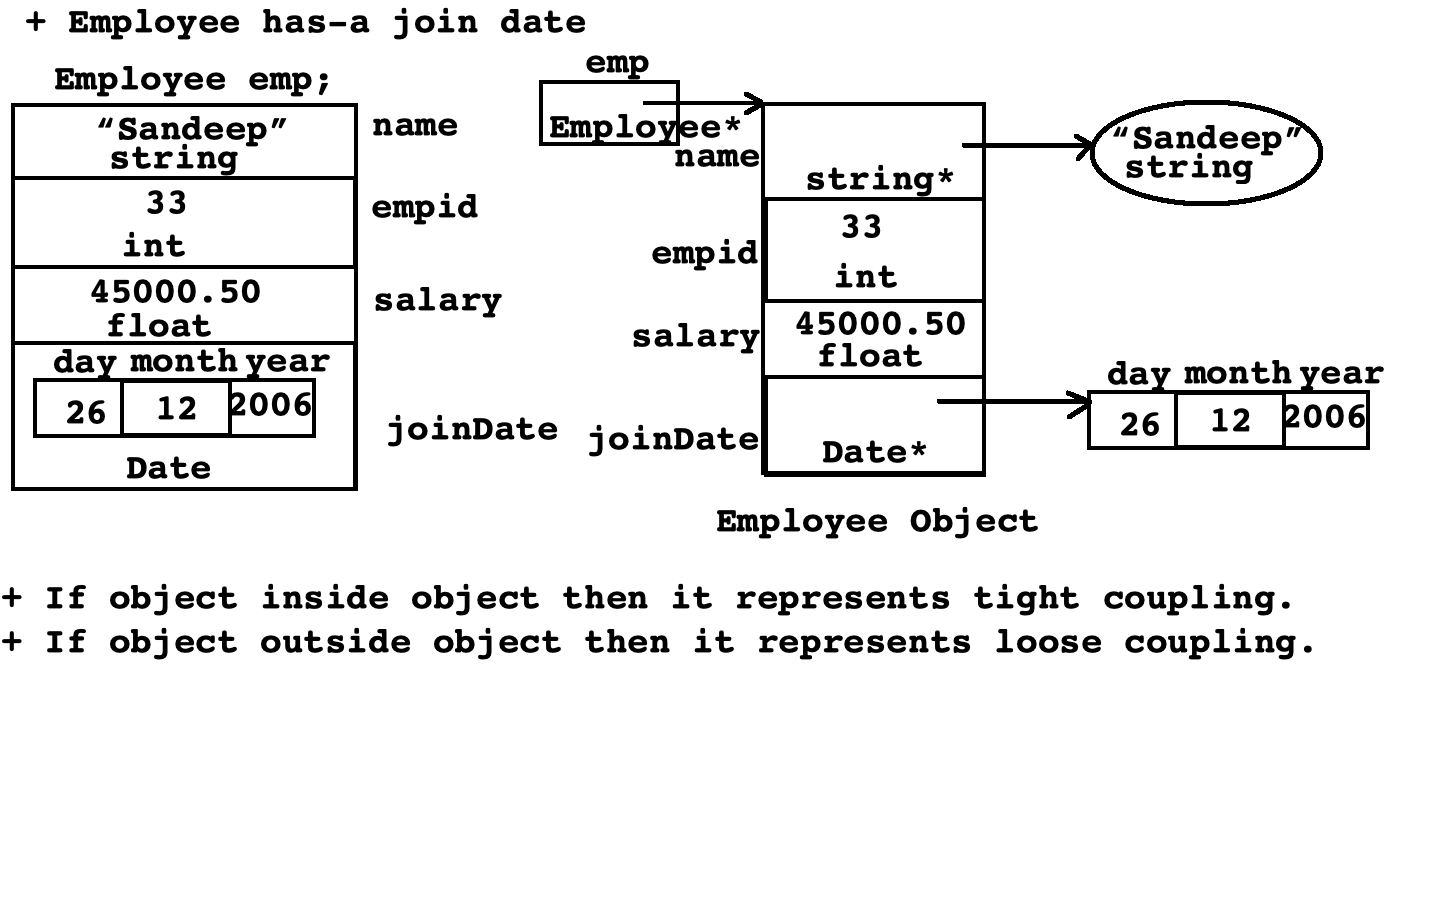 + Employee has-a join date
Employee emp;
“Sandeep”
string
name
33
int
empid
45000.50
float
salary
day month year
26 12 2006
Date
joinDate
emp
Employee*
name
string*
“Sandeep”
string
empid
33
int
salary
45000.50
float
joinDate
Date*
day month year
26 12 2006
Employee Object
+ If object inside object then it represents tight coupling.
+ If object outside object then it represents loose coupling.